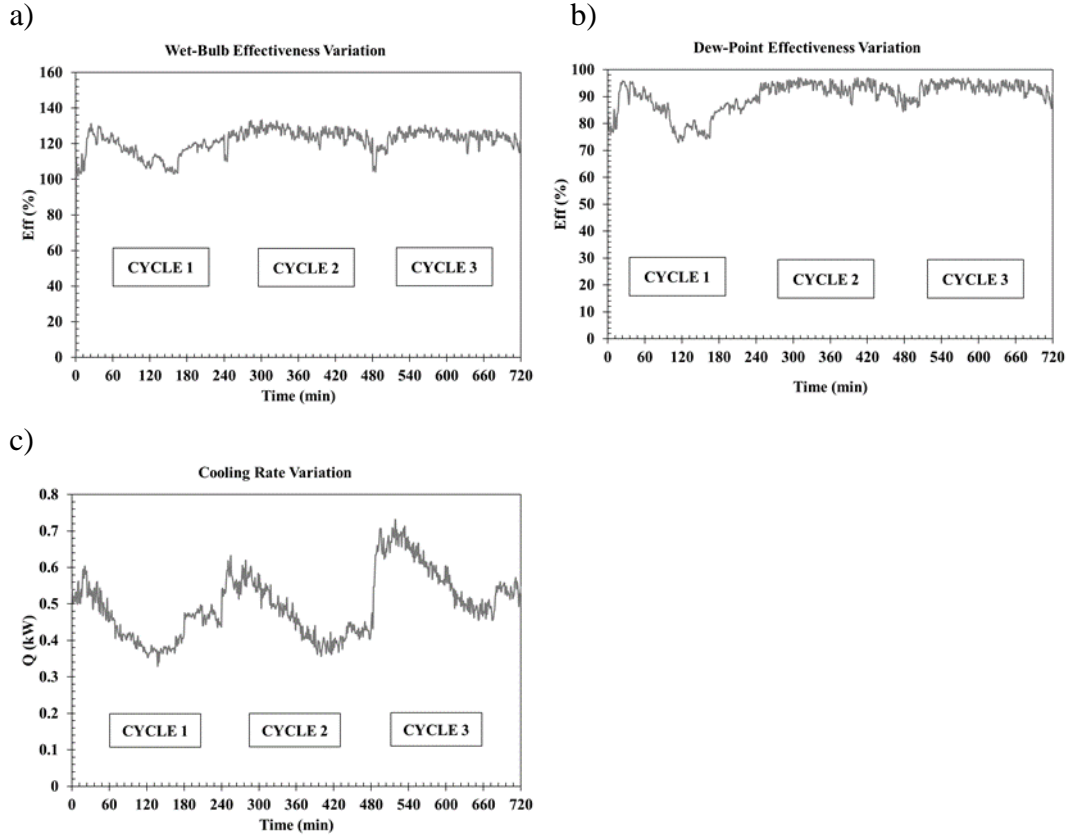 a)
Wet-Bulb Effectiveness Variation
160
140
120
100
80
60
40
20
0
Eff (%)
CYCLE 1 CYCLE 2 CYCLE 3
0 60 120 180 240 300 360 420 480 540 600 660 720
Time (min)
b)
Dew-Point Effectiveness Variation
100
90
80
70
60
50
40
30
20
10
0
Eff (%)
CYCLE 1 CYCLE 2 CYCLE 3
0 60 120 180 240 300 360 420 480 540 600 660 720
Time (min)
c)
Cooling Rate Variation
0.8
0.7
0.6
0.5
0.4
0.3
0.2
0.1
0
Q (kW)
CYCLE 1 CYCLE 2 CYCLE 3
0 60 120 180 240 300 360 420 480 540 600 660 720
Time (min)